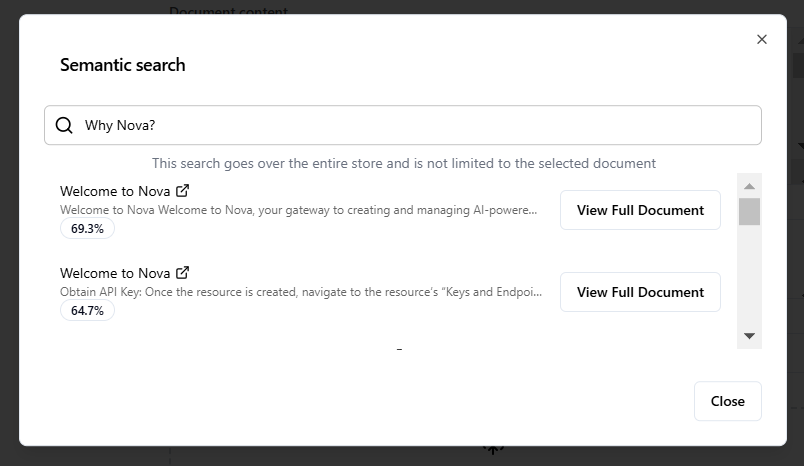 Document content
Semantic search
Why Nova?
This search goes over the entire store and is not limited to the selected document
Welcome to Nova
Welcome to Nova Welcome to Nova, your gateway to creating and managing AI-powere...
69.3%
View Full Document
Welcome to Nova
Obtain API Key: Once the resource is created, navigate to the resource's “Keys and Endpoi...
64.7%
View Full Document
Close